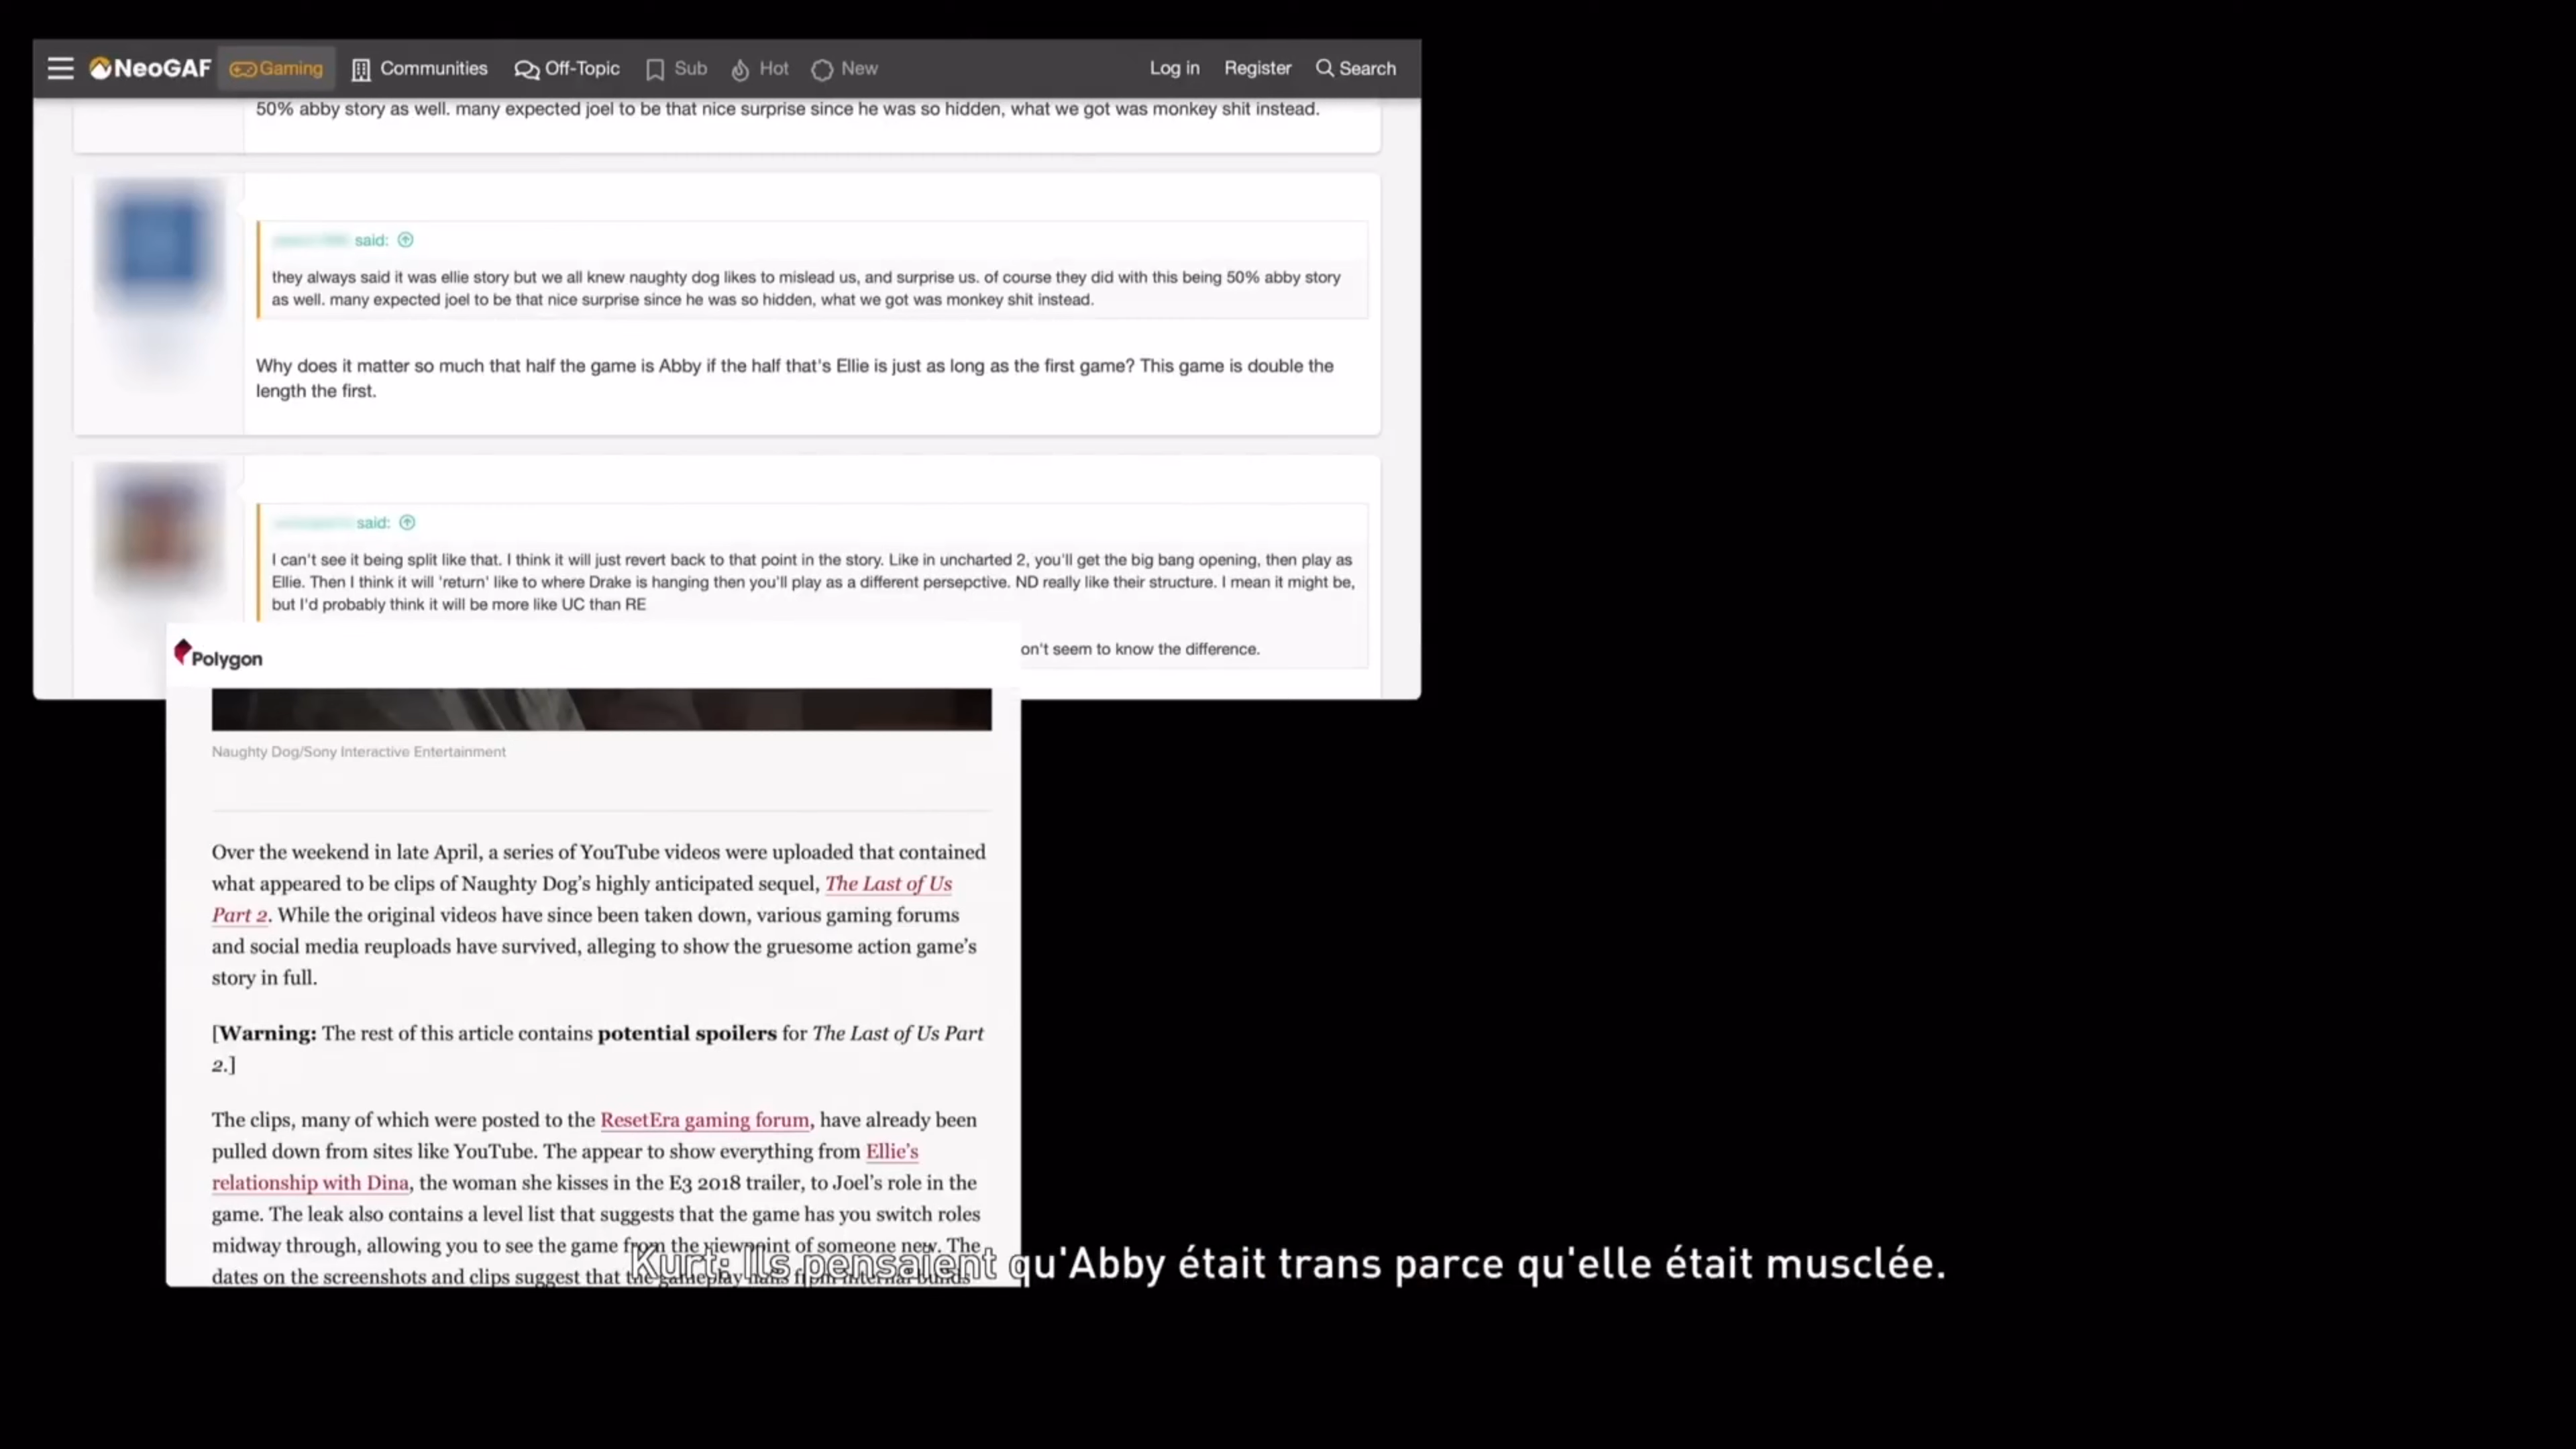 NeoGAF Gaming Communities Off-Topic Sub Hot New Log in Register Search
50% abby story as well. many expected joel to be that nice surprise since he was so hidden, what we got was monkey shit instead.
said:
they always said it was ellie story but we all knew naughty dog likes to mislead us, and surprise us. of course they did with this being 50% abby story
as well. many expected joel to be that nice surprise since he was so hidden, what we got was monkey shit instead.
Why does it matter so much that half the game is Abby if the half that's Ellie is just as long as the first game? This game is double the
length the first.
said:
I can't see it being split like that. I think it will just revert back to that point in the story. Like in uncharted 2, you'll get the big bang opening, then play as
Ellie. Then I think it will 'return' like to where Drake is hanging then you'll play as a different persepctive. ND really like their structure. I mean it might be,
but I'd probably think it will be more like UC than RE
on't seem to know the difference.
Polygon
Naughty Dog/Sony Interactive Entertainment
Over the weekend in late April, a series of YouTube videos were uploaded that contained
what appeared to be clips of Naughty Dog's highly anticipated sequel, The Last of Us
Part 2. While the original videos have since been taken down, various gaming forums
and social media reuploads have survived, alleging to show the gruesome action game's
story in full.
[Warning: The rest of this article contains potential spoilers for The Last of Us Part
2.]
The clips, many of which were posted to the ResetEra gaming forum, have already been
pulled down from sites like YouTube. The appear to show everything from Ellie's
relationship with Dina, the woman she kisses in the E3 2018 trailer, to Joel's role in the
game. The leak also contains a level list that suggests that the game has you switch roles
midway through, allowing you to see the game from the viewpoint of someone new. The
dates on the screenshots and clips suggest that the gameplay
Kurt: Ils pensaient qu'Abby était trans parce qu'elle était musclée.